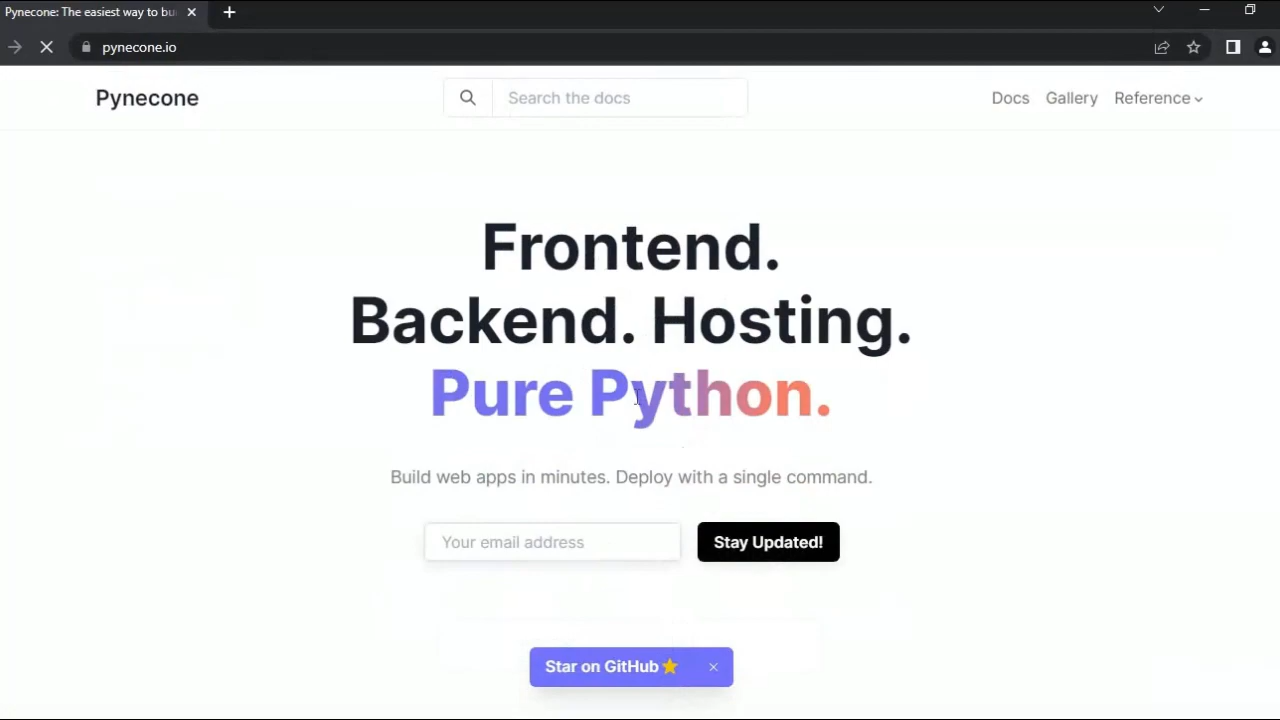 Pynecone: The easiest way to bu
pynecone.io
Pynecone
Search the docs
Docs Gallery Reference
Frontend.
Backend. Hosting.
Pure Python.
Build web apps in minutes. Deploy with a single command.
Your email address
Stay Updated!
Star on GitHub⭐